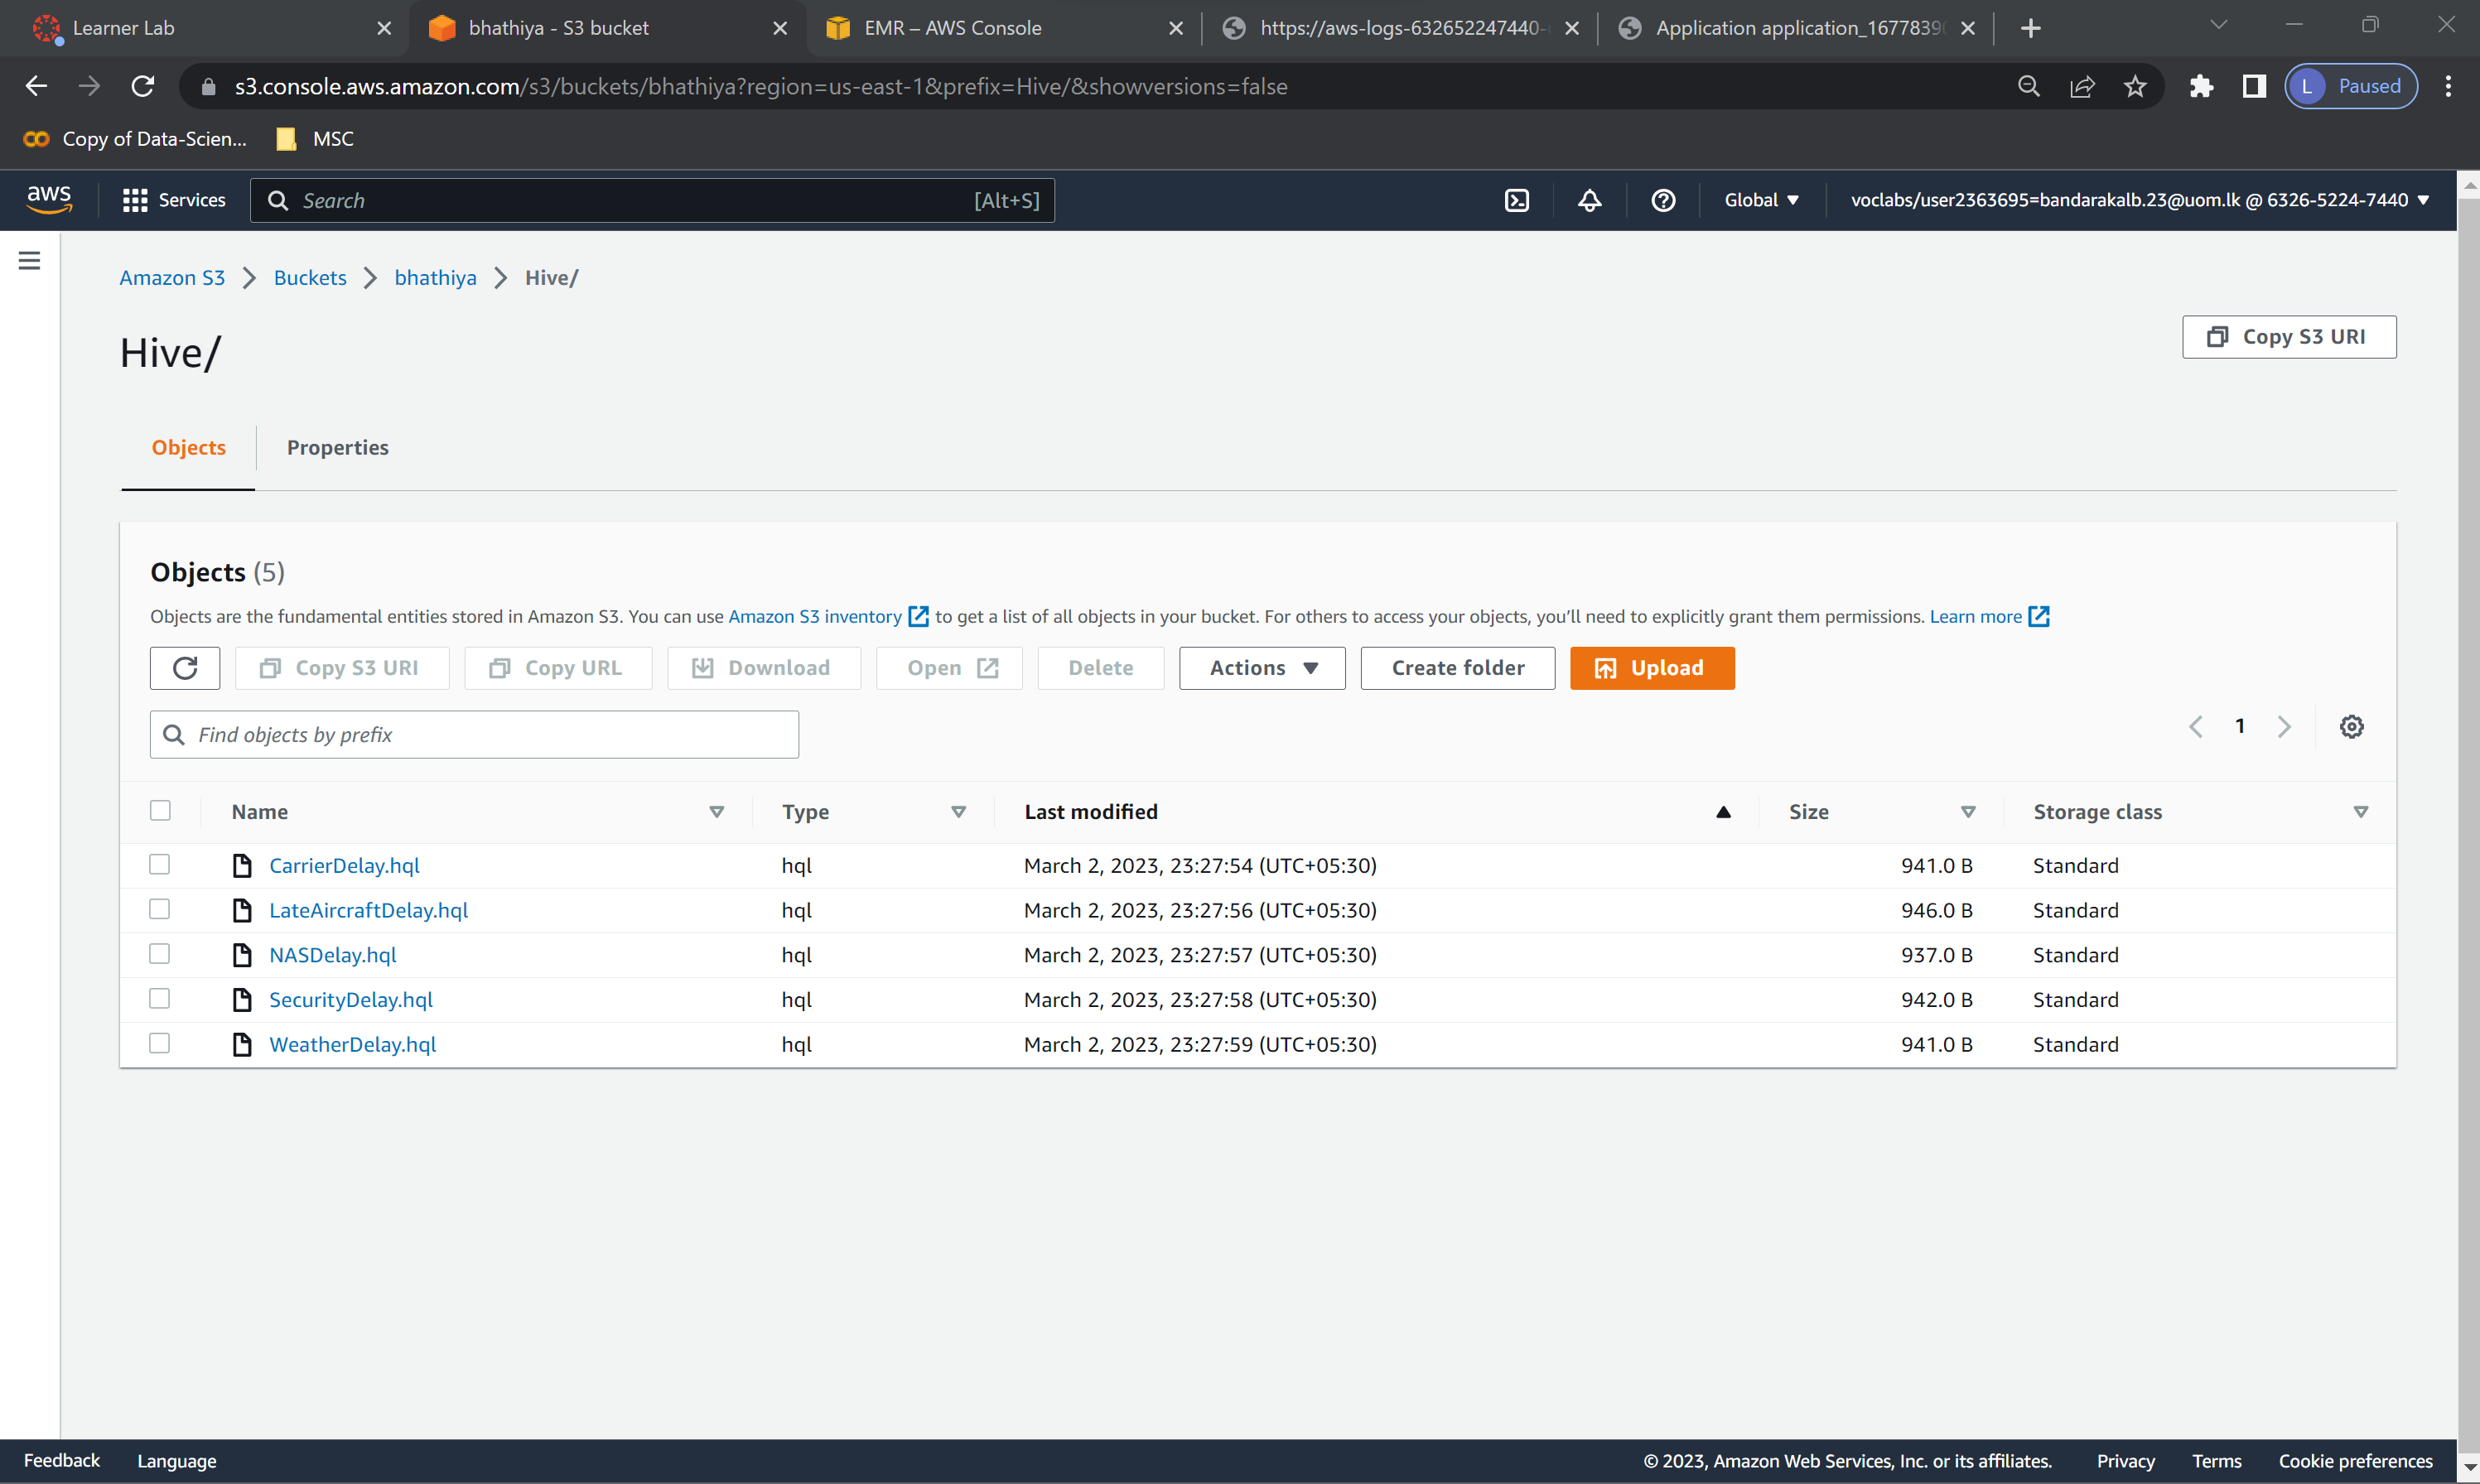 Learner Lab
bhathiya - S3 bucket
EMR – AWS Console
https://aws-logs-632652247440-
Application application_1677839
s3.console.aws.amazon.com/s3/buckets/bhathiya?region=us-east-1&prefix=Hive/&showversions=false
L Paused
Copy of Data-Scien...
MSC
aws
Services
Search
[Alt+S]
Global
voclabs/user2363695=bandarakalb.23@uom.lk @ 6326-5224-7440
Amazon S3
Buckets
bhathiya
Hive/
Copy S3 URI
Hive/
Objects
Properties
Objects (5)
Objects are the fundamental entities stored in Amazon S3. You can use Amazon S3 inventory to get a list of all objects in your bucket. For others to access your objects, you’ll need to explicitly grant them permissions. Learn more
Copy S3 URI
Copy URL
Download
Open
Delete
Actions
Create folder
Upload
Find objects by prefix
1
Name Type Last modified Size Storage class
CarrierDelay.hql hql March 2, 2023, 23:27:54 (UTC+05:30) 941.0 B Standard
LateAircraftDelay.hql hql March 2, 2023, 23:27:56 (UTC+05:30) 946.0 B Standard
NASDelay.hql hql March 2, 2023, 23:27:57 (UTC+05:30) 937.0 B Standard
SecurityDelay.hql hql March 2, 2023, 23:27:58 (UTC+05:30) 942.0 B Standard
WeatherDelay.hql hql March 2, 2023, 23:27:59 (UTC+05:30) 941.0 B Standard
Feedback
Language
© 2023, Amazon Web Services, Inc. or its affiliates.
Privacy
Terms
Cookie preferences